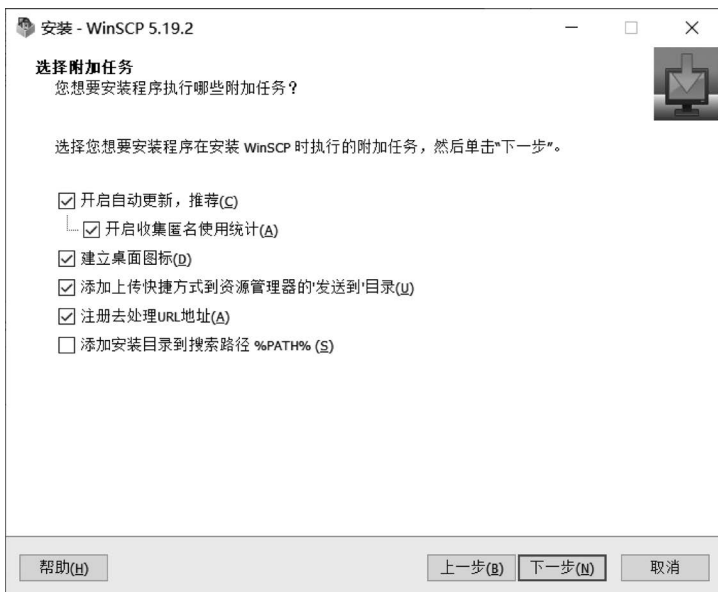 安装 - WinSCP 5.19.2
选择附加任务
您想要安装程序执行哪些附加任务？
选择您想要安装程序在安装 WinSCP 时执行的附加任务，然后单击“下一步”。
开启自动更新，推荐(C)
开启收集匿名使用统计(A)
建立桌面图标(D)
添加上传快捷方式到资源管理器的'发送到'目录(U)
注册去处理URL地址(A)
添加安装目录到搜索路径 %PATH% (S)
帮助(H)
上一步(B)
下一步(N)
取消